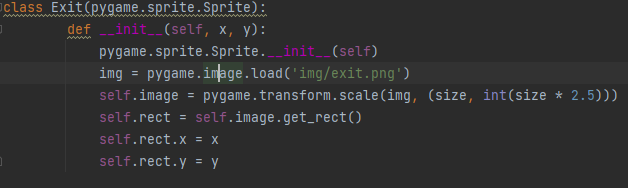 class Exit(pygame.sprite.Sprite):
def __init__(self, x, y):
pygame.sprite.Sprite.__init__(self)
img = pygame.image.load('img/exit.png')
self.image = pygame.transform.scale(img, (size, int(size * 2.5)))
self.rect = self.image.get_rect()
self.rect.x = x
self.rect.y = y